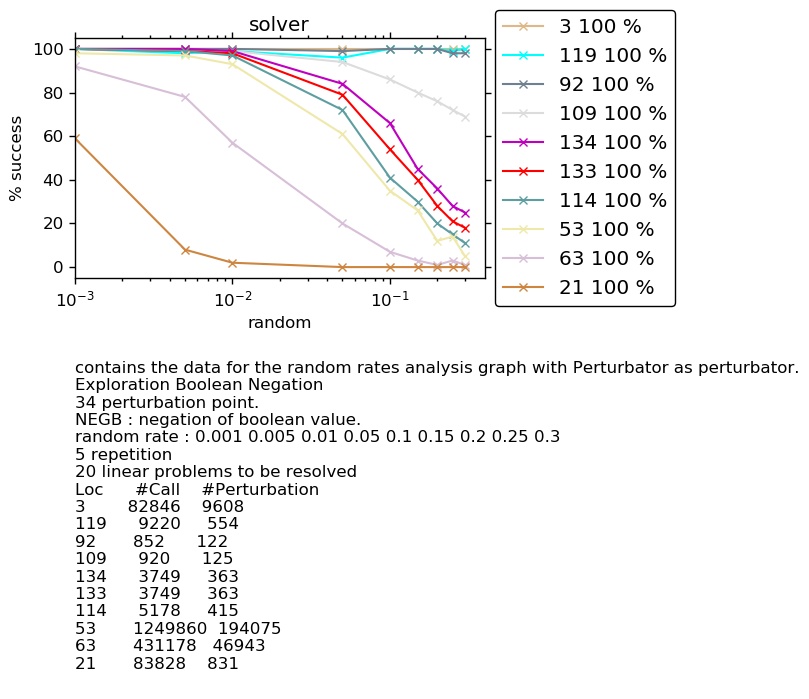 solver
% success
100
80
60
40
20
0
10⁻³
10⁻²
10⁻¹
random
3 100 %
119 100 %
92 100 %
109 100 %
134 100 %
133 100 %
114 100 %
53 100 %
63 100 %
21 100 %
contains the data for the random rates analysis graph with Perturbator as perturbator.
Exploration Boolean Negation
34 perturbation point.
NEGB : negation of boolean value.
random rate : 0.001 0.005 0.01 0.05 0.1 0.15 0.2 0.25 0.3
5 repetition
20 linear problems to be resolved
Loc #Call #Perturbation
3 82846 9608
119 9220 554
92 852 122
109 920 125
134 3749 363
133 3749 363
114 5178 415
53 1249860 194075
63 431178 46943
21 83828 831